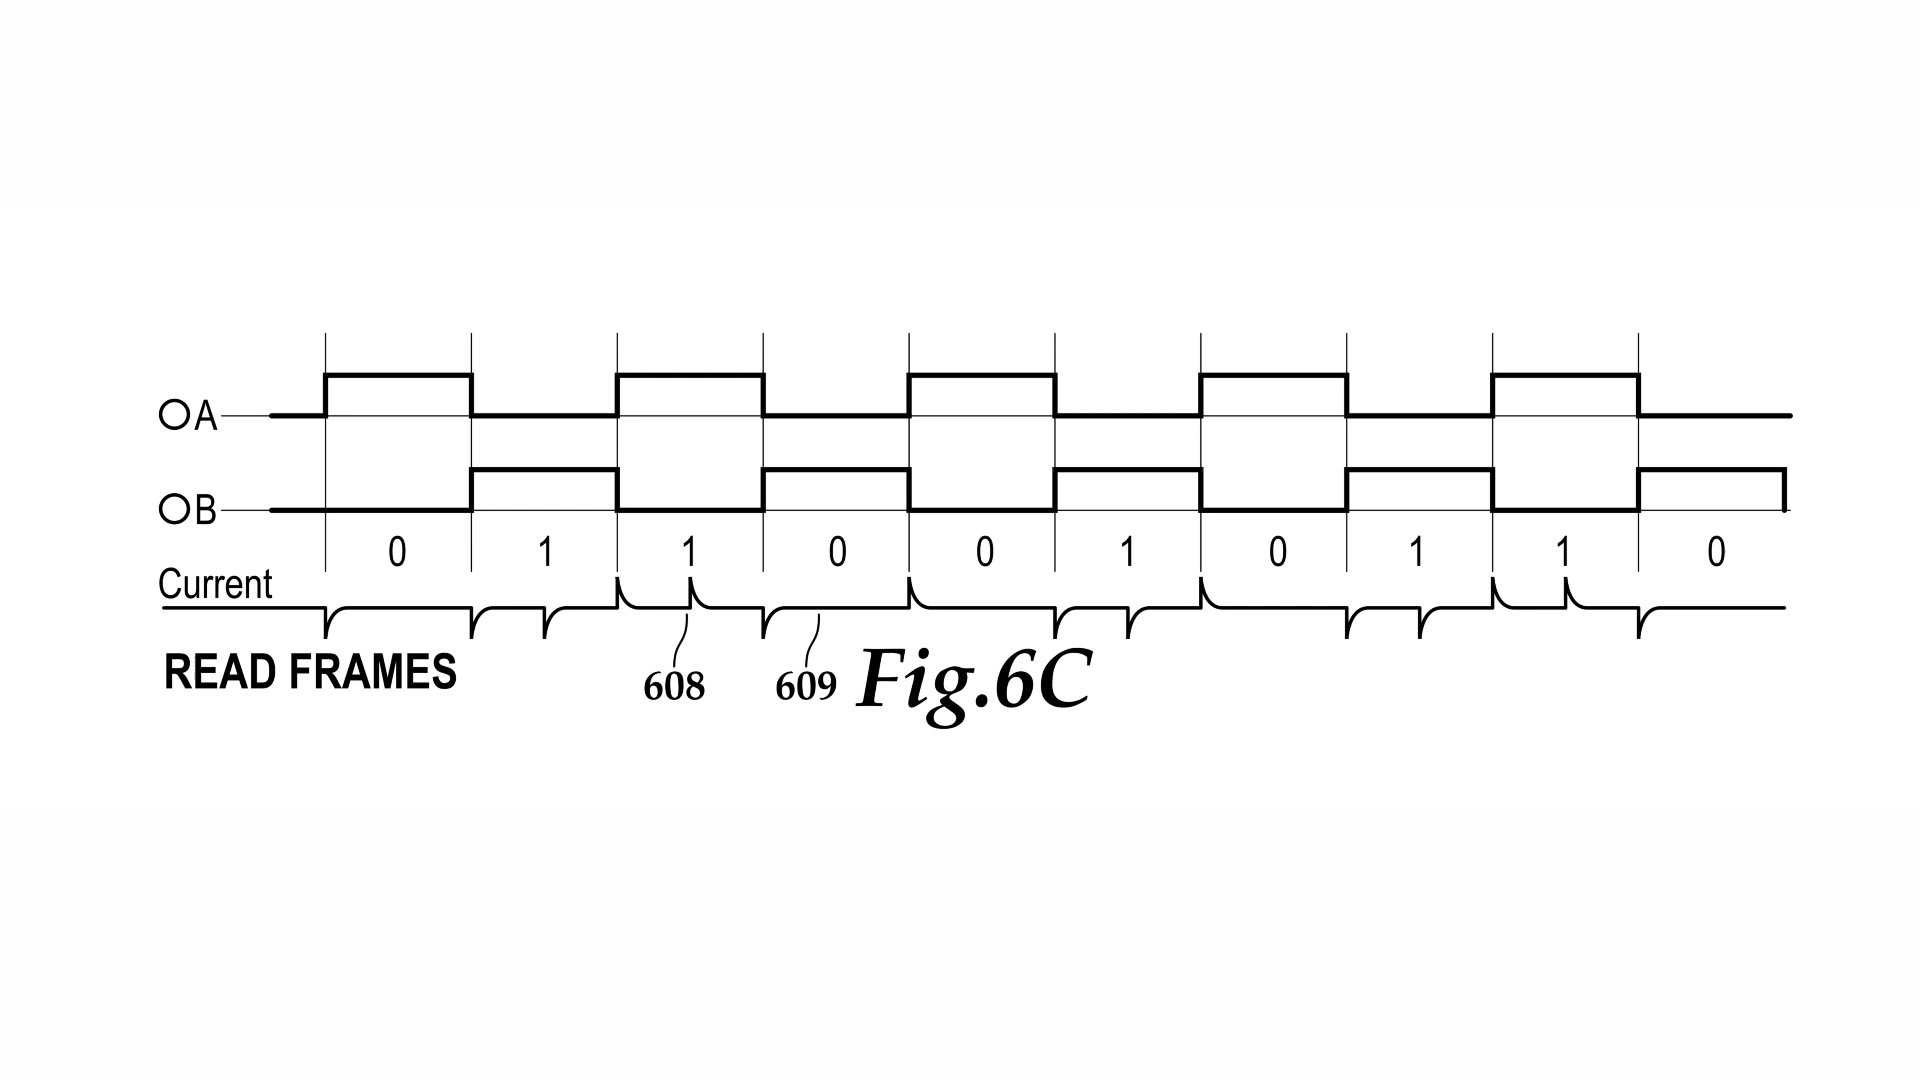 A
B
0 1 1 0 0 1 0 1 1 0
Current
READ FRAMES
608 609 Fig.6C